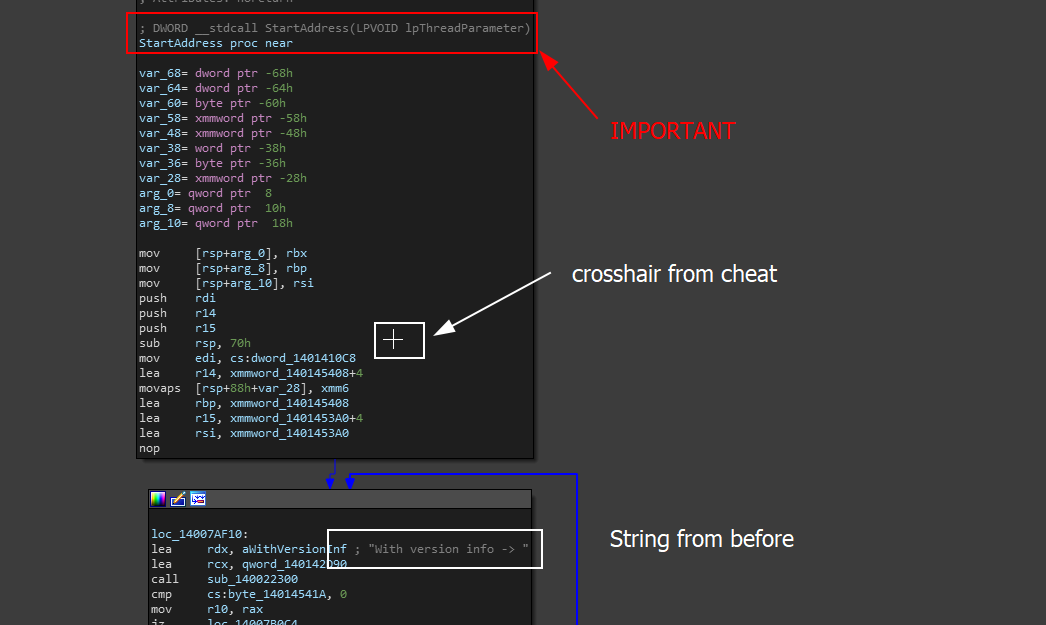 ; Attributes: noreturn
; DWORD __stdcall StartAddress(LPVOID lpThreadParameter)
StartAddress proc near
IMPORTANT
var_68= dword ptr -68h
var_64= dword ptr -64h
var_60= byte ptr -60h
var_58= xmmword ptr -58h
var_48= xmmword ptr -48h
var_38= word ptr -38h
var_36= byte ptr -36h
var_28= xmmword ptr -28h
arg_0= qword ptr  8
arg_8= qword ptr  10h
arg_10= qword ptr  18h
mov     [rsp+arg_0], rbx
mov     [rsp+arg_8], rbp
mov     [rsp+arg_10], rsi
push    rdi
push    r14
push    r15
sub     rsp, 70h
mov     edi, cs:dword_1401410C8
lea     r14, xmmword_140145408+4
movaps  [rsp+88h+var_28], xmm6
lea     rbp, xmmword_140145408
lea     r15, xmmword_1401453A0+4
lea     rsi, xmmword_1401453A0
nop
crosshair from cheat
loc_14007AF10:
lea     rdx, aWithVersionInf ; "With version info -> "
lea     rcx, qword_140142D90
call    sub_140022300
cmp     cs:byte_14014541A, 0
mov     r10, rax
jz      loc_14007B0C4
String from before